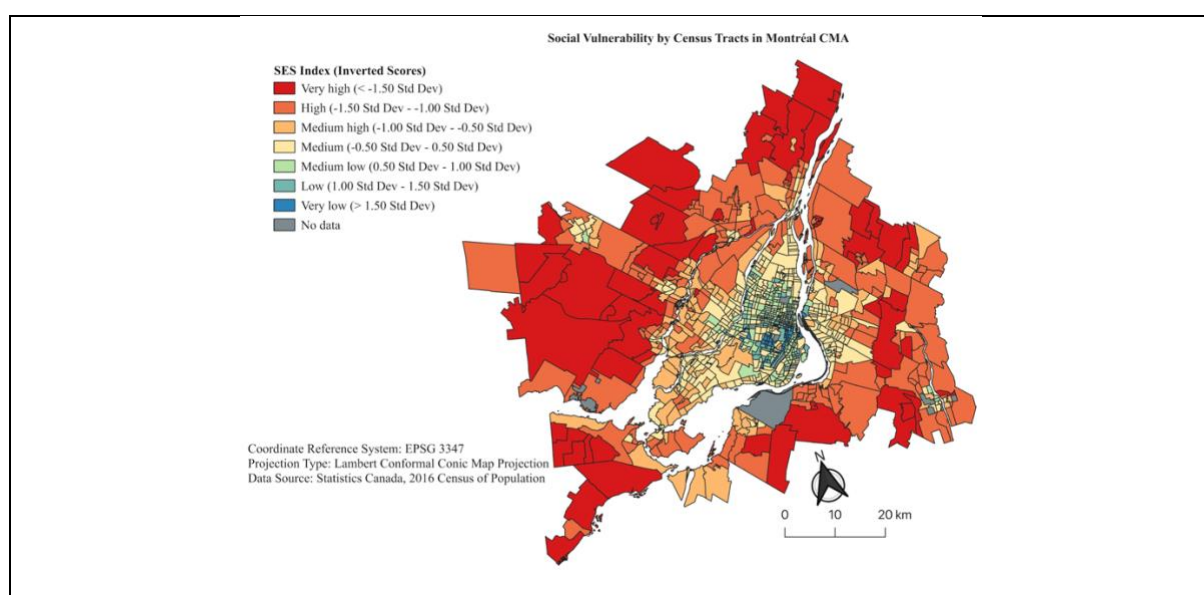 Social Vulnerability by Census Tracts in Montréal CMA
SES Index (Inverted Scores)
Very high (< -1.50 Std Dev)
High (-1.50 Std Dev - -1.00 Std Dev)
Medium high (-1.00 Std Dev - -0.50 Std Dev)
Medium (-0.50 Std Dev - 0.50 Std Dev)
Medium low (0.50 Std Dev - 1.00 Std Dev)
Low (1.00 Std Dev - 1.50 Std Dev)
Very low (> 1.50 Std Dev)
No data
Coordinate Reference System: EPSG 3347
Projection Type: Lambert Conformal Conic Map Projection
Data Source: Statistics Canada, 2016 Census of Population
N
0 10 20 km